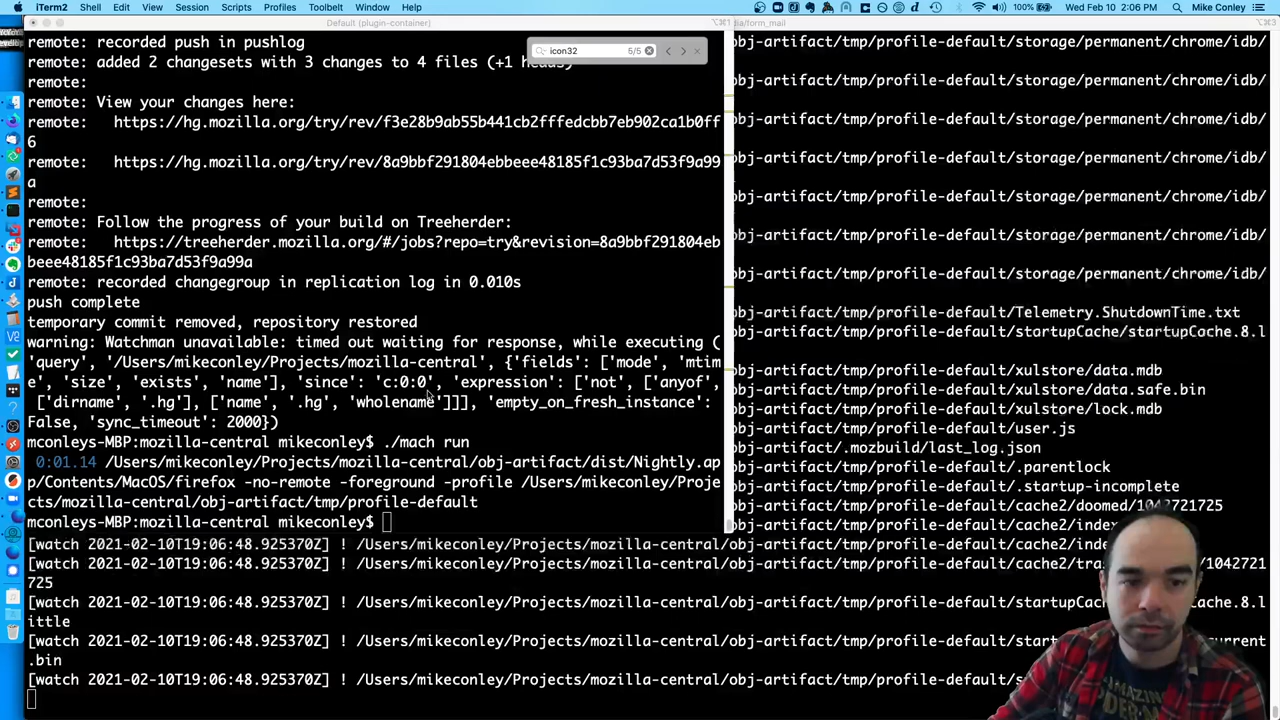 iTerm2 Shell Edit View Session Scripts Profiles Toolbelt Window Help 100% Wed Feb 10 2:06 PM Mike Conley
Default (plugin-container) ⌥⌘1
dia/form_mail ⌥⌘3
icon32 5/5
remote: recorded push in pushlog
remote: added 2 changesets with 3 changes to 4 files (+1 heads)
remote:
remote: View your changes here:
remote:   https://hg.mozilla.org/try/rev/f3e28b9ab55b441cb2fffedcbb7eb902ca1b0ff
6
remote:   https://hg.mozilla.org/try/rev/8a9bbf291804ebbeee48185f1c93ba7d53f9a99
a
remote:
remote: Follow the progress of your build on Treeherder:
remote:   https://treeherder.mozilla.org/#/jobs?repo=try&revision=8a9bbf291804eb
beee48185f1c93ba7d53f9a99a
remote: recorded changegroup in replication log in 0.010s
push complete
temporary commit removed, repository restored
warning: Watchman unavailable: timed out waiting for response, while executing (
'query', '/Users/mikeconley/Projects/mozilla-central', {'fields': ['mode', 'mtim
e', 'size', 'exists', 'name'], 'since': 'c:0:0', 'expression': ['not', ['anyof',
['dirname', '.hg'], ['name', '.hg', 'wholename']]], 'empty_on_fresh_instance':
False, 'sync_timeout': 2000})
mconleys-MBP:mozilla-central mikeconley$ ./mach run
0:01.14 /Users/mikeconley/Projects/mozilla-central/obj-artifact/dist/Nightly.ap
p/Contents/MacOS/firefox -no-remote -foreground -profile /Users/mikeconley/Proje
cts/mozilla-central/obj-artifact/tmp/profile-default
mconleys-MBP:mozilla-central mikeconley$
obj-artifact/tmp/profile-default/storage/permanent/chrome/idb/
obj-artifact/tmp/profile-default/storage/permanent/chrome/idb/
obj-artifact/tmp/profile-default/storage/permanent/chrome/idb/
obj-artifact/tmp/profile-default/storage/permanent/chrome/idb/
obj-artifact/tmp/profile-default/storage/permanent/chrome/idb/
obj-artifact/tmp/profile-default/storage/permanent/chrome/idb/
obj-artifact/tmp/profile-default/storage/permanent/chrome/idb/
obj-artifact/tmp/profile-default/Telemetry.ShutdownTime.txt
obj-artifact/tmp/profile-default/startupCache/startupCache.8.l
obj-artifact/tmp/profile-default/xulstore/data.mdb
obj-artifact/tmp/profile-default/xulstore/data.safe.bin
obj-artifact/tmp/profile-default/xulstore/lock.mdb
obj-artifact/tmp/profile-default/user.js
obj-artifact/.mozbuild/last_log.json
obj-artifact/tmp/profile-default/.parentlock
obj-artifact/tmp/profile-default/.startup-incomplete
obj-artifact/tmp/profile-default/cache2/doomed/1042721725
obj-artifact/tmp/profile-default/cache2/index
[watch 2021-02-10T19:06:48.925370Z] ! /Users/mikeconley/Projects/mozilla-central/obj-artifact/tmp/profile-default/cache2/inde
[watch 2021-02-10T19:06:48.925370Z] ! /Users/mikeconley/Projects/mozilla-central/obj-artifact/tmp/profile-default/cache2/tra /1042721
725
[watch 2021-02-10T19:06:48.925370Z] ! /Users/mikeconley/Projects/mozilla-central/obj-artifact/tmp/profile-default/startupCac Cache.8.l
ittle
[watch 2021-02-10T19:06:48.925370Z] ! /Users/mikeconley/Projects/mozilla-central/obj-artifact/tmp/profile-default/start current
.bin
[watch 2021-02-10T19:06:48.925370Z] ! /Users/mikeconley/Projects/mozilla-central/obj-artifact/tmp/profile-default/s
AMAZING